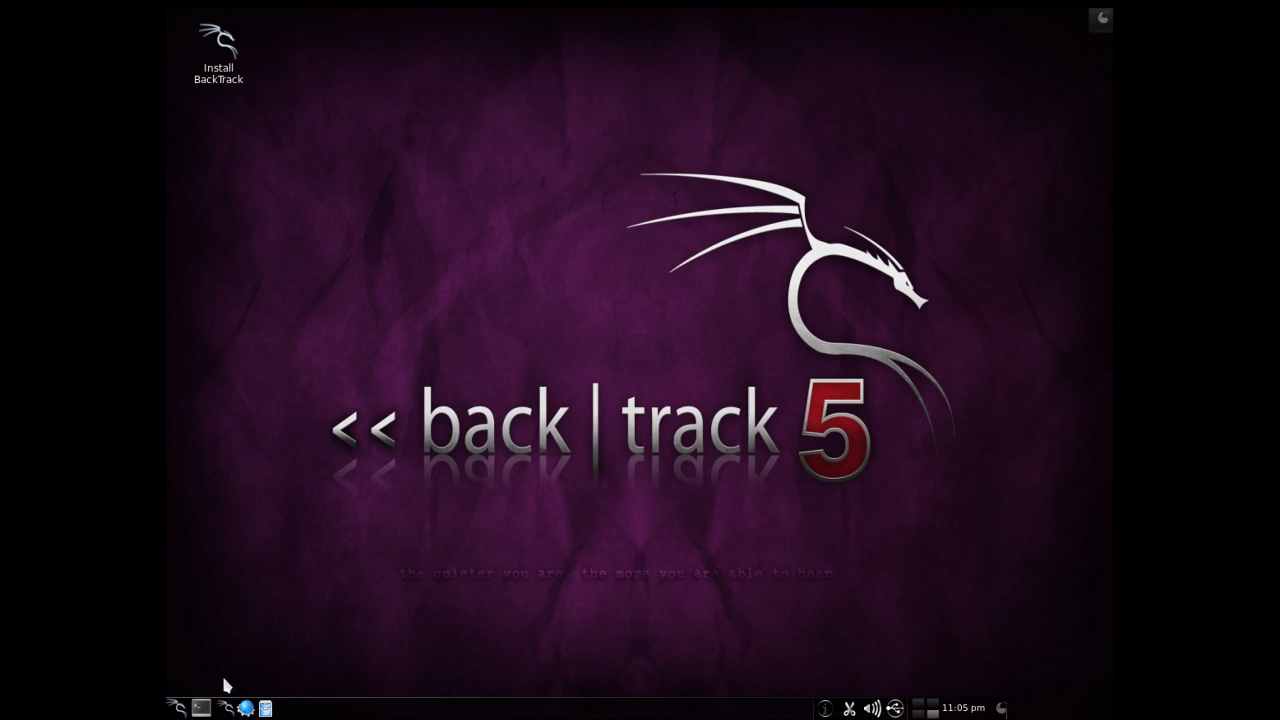 Install
BackTrack
<< back | track 5
the quieter you are, the more you are able to hear
11:05 pm